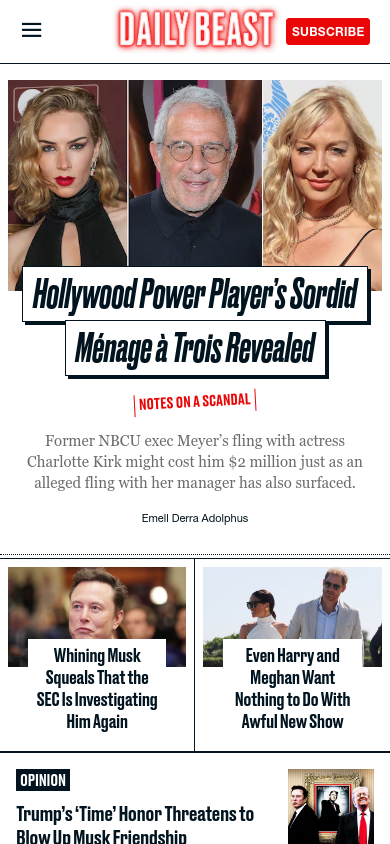 DAILY BEAST
SUBSCRIBE
Hollywood Power Player’s Sordid
Ménage à Trois Revealed
NOTES ON A SCANDAL
Former NBCU exec Meyer’s fling with actress
Charlotte Kirk might cost him $2 million just as an
alleged fling with her manager has also surfaced.
Emell Derra Adolphus
Whining Musk
Squeals That the
SEC Is Investigating
Him Again
Even Harry and
Meghan Want
Nothing to Do With
Awful New Show
OPINION
Trump’s ‘Time’ Honor Threatens to
Blow Up Musk Friendship